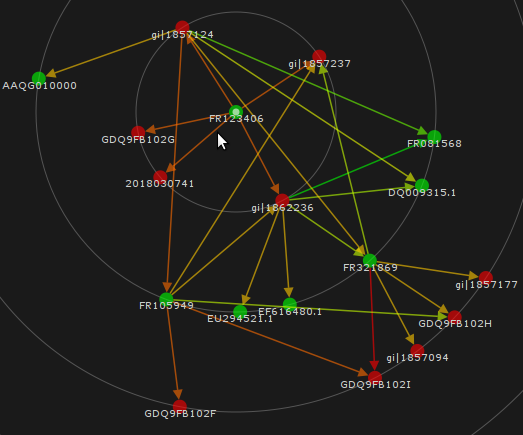 gi|1857124
gi|1857237
AAQG010000
FR123406
GDQ9FB102G
FR081568
2018030741
DQ009315.1
gi|1862236
FR321869
gi|1857177
FR105949
EF616480.1
EU294521.1
GDQ9FB102H
gi|1857094
GDQ9FB102I
GDQ9FB102F